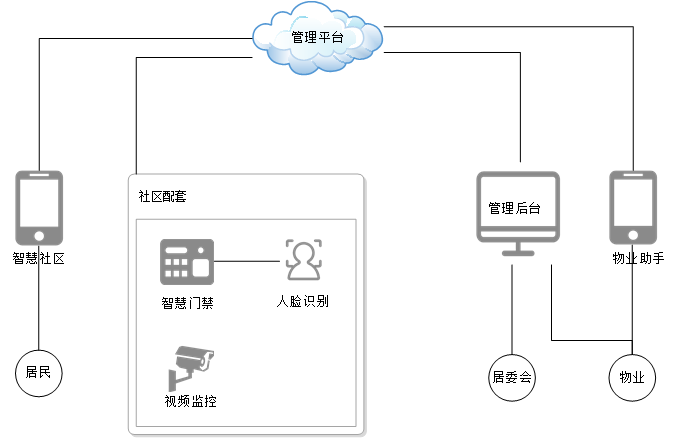 管理平台
社区配套
管理后台
智慧社区
物业助手
智慧门禁
人脸识别
居民
居委会
物业
视频监控